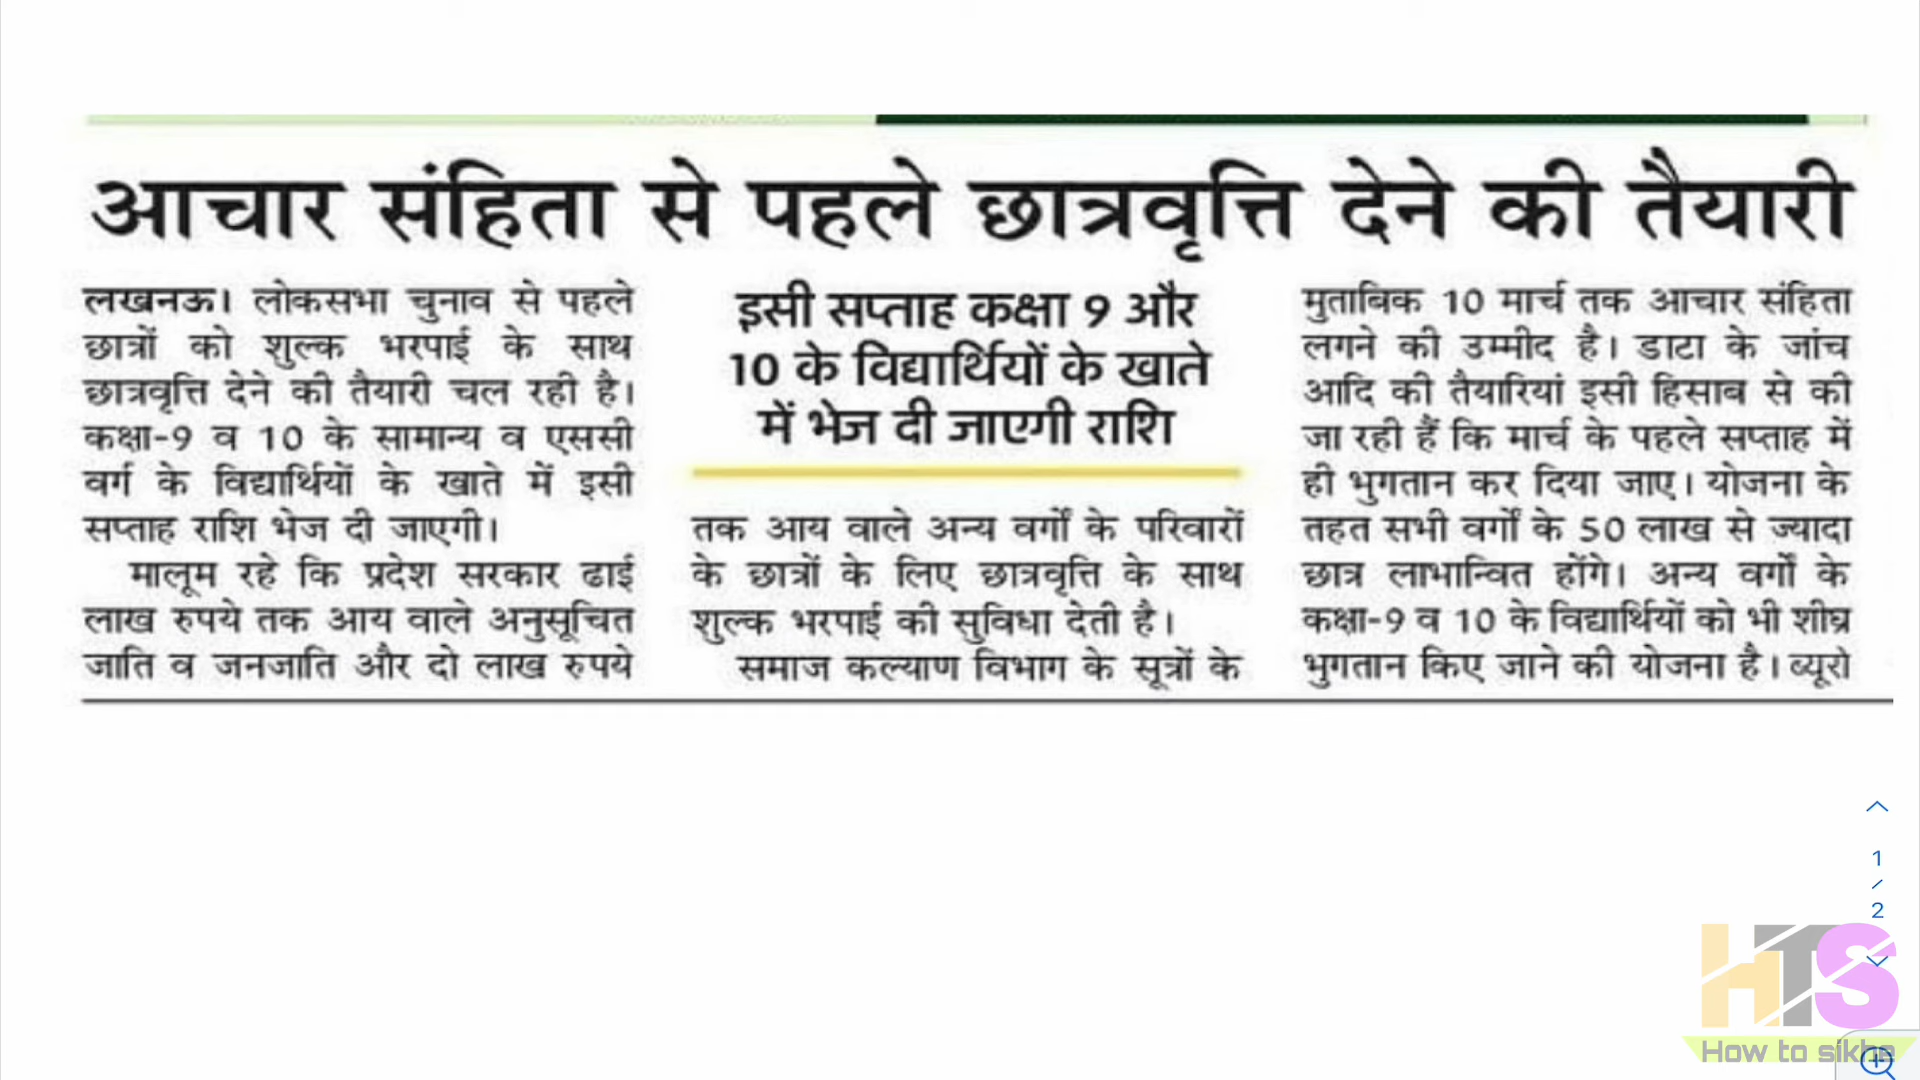 आचार संहिता से पहले छात्रवृत्ति देने की तैयारी
लखनऊ। लोकसभा चुनाव से पहले
छात्रों को शुल्क भरपाई के साथ
छात्रवृत्ति देने की तैयारी चल रही है।
कक्षा-9 व 10 के सामान्य व एससी
वर्ग के विद्यार्थियों के खाते में इसी
सप्ताह राशि भेज दी जाएगी।
मालूम रहे कि प्रदेश सरकार ढाई
लाख रुपये तक आय वाले अनुसूचित
जाति व जनजाति और दो लाख रुपये
इसी सप्ताह कक्षा 9 और
10 के विद्यार्थियों के खाते
में भेज दी जाएगी राशि
तक आय वाले अन्य वर्गों के परिवारों
के छात्रों के लिए छात्रवृत्ति के साथ
शुल्क भरपाई की सुविधा देती है।
समाज कल्याण विभाग के सूत्रों के
मुताबिक 10 मार्च तक आचार संहिता
लगने की उम्मीद है। डाटा के जांच
आदि की तैयारियां इसी हिसाब से की
जा रही हैं कि मार्च के पहले सप्ताह में
ही भुगतान कर दिया जाए। योजना के
तहत सभी वर्गों के 50 लाख से ज्यादा
छात्र लाभान्वित होंगे। अन्य वर्गों के
कक्षा-9 व 10 के विद्यार्थियों को भी शीघ्र
भुगतान किए जाने की योजना है। ब्यूरो
1
/
2
HTS
How to sikhe